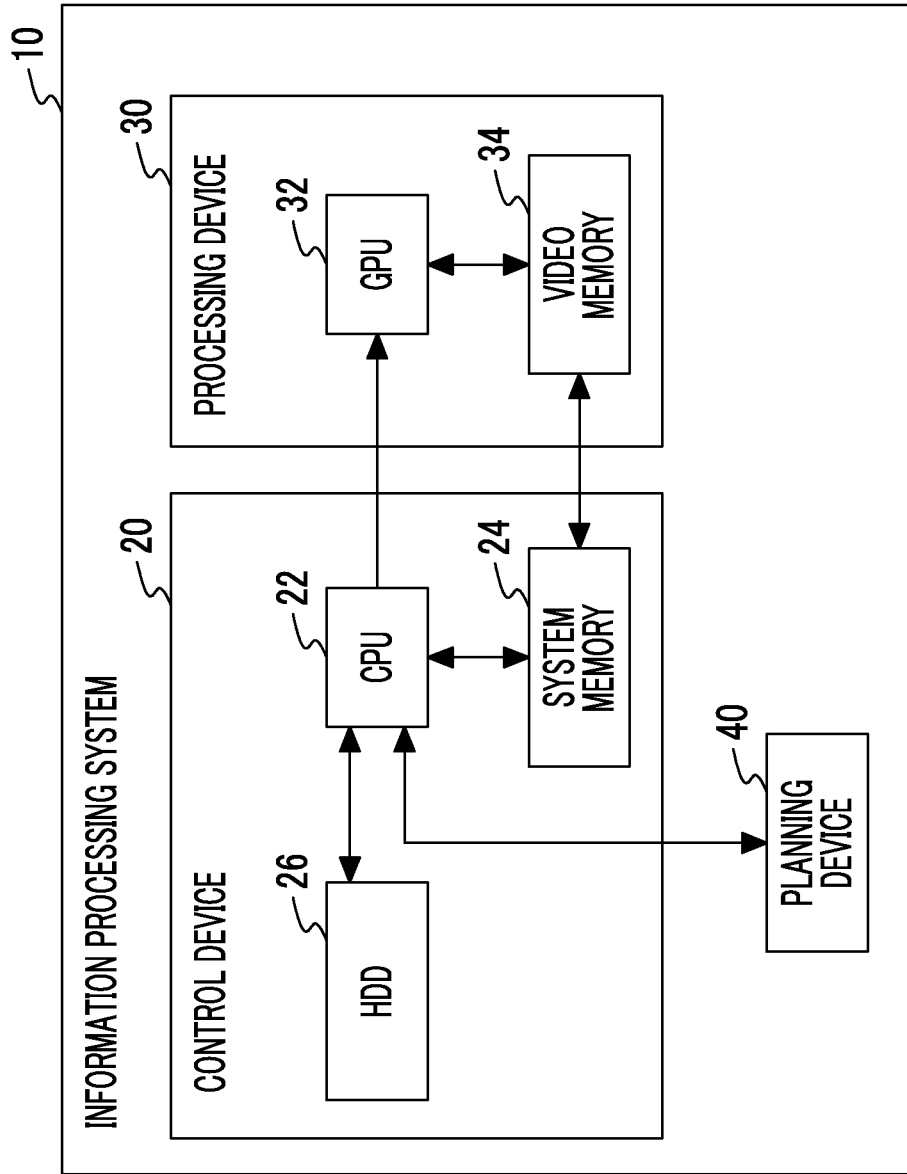 10
INFORMATION PROCESSING SYSTEM
20
CONTROL DEVICE
26
HDD
22
CPU
24
SYSTEM
MEMORY
30
PROCESSING DEVICE
32
GPU
34
VIDEO
MEMORY
40
PLANNING
DEVICE